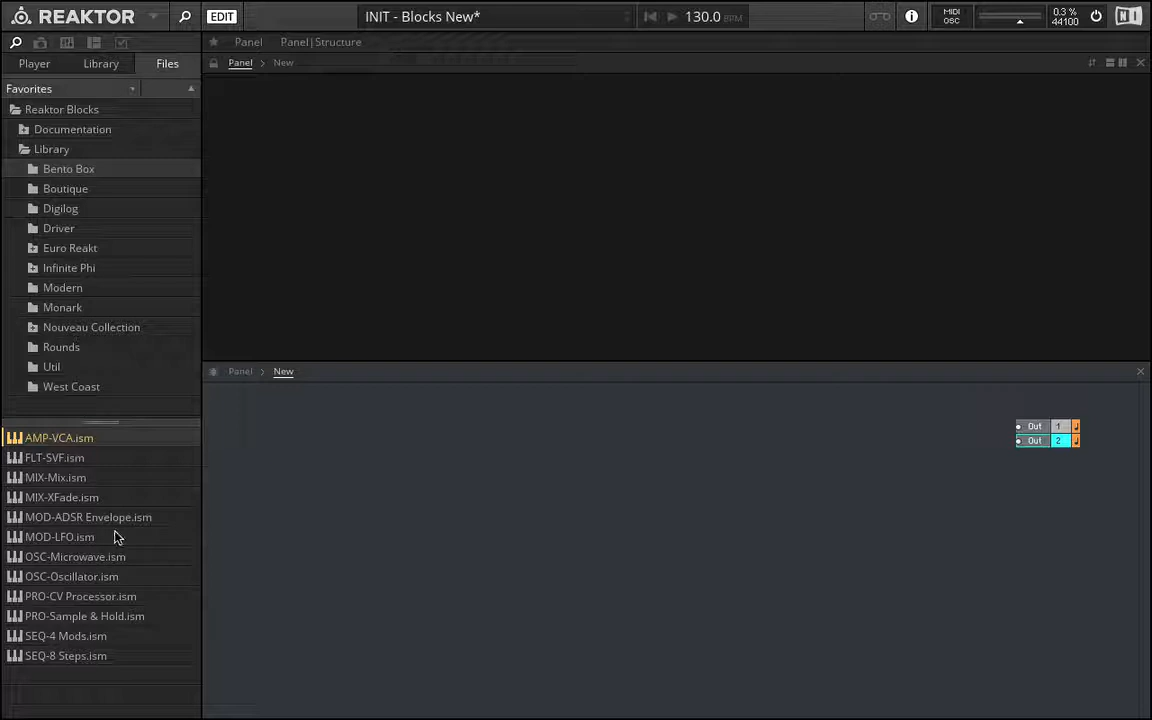 REAKTOR
EDIT
INIT - Blocks New*
130.0 BPM
MIDI
OSC
0.3 %
44100
Panel
Panel|Structure
Player
Library
Files
Panel
New
Favorites
Reaktor Blocks
Documentation
Library
Bento Box
Boutique
Digilog
Driver
Euro Reakt
Infinite Phi
Modern
Monark
Nouveau Collection
Rounds
Util
West Coast
Panel
New
Out 1
Out 2
AMP-VCA.ism
FLT-SVF.ism
MIX-Mix.ism
MIX-XFade.ism
MOD-ADSR Envelope.ism
MOD-LFO.ism
OSC-Microwave.ism
OSC-Oscillator.ism
PRO-CV Processor.ism
PRO-Sample & Hold.ism
SEQ-4 Mods.ism
SEQ-8 Steps.ism